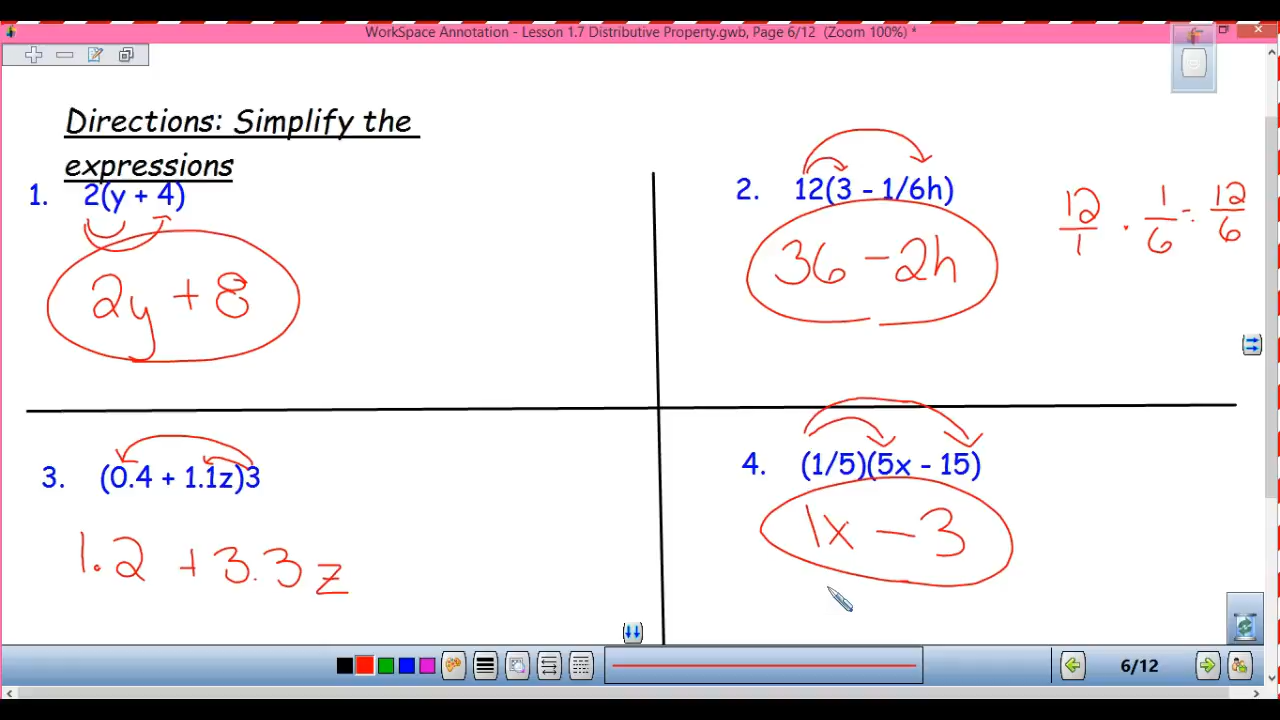 WorkSpace Annotation - Lesson 1.7 Distributive Property.gwb, Page 6/12 (Zoom 100%) *
Directions: Simplify the
expressions
1. 2(y + 4)
2y + 8
2. 12(3 - 1/6h)
12/1 · 1/6 = 12/6
36 - 2h
3. (0.4 + 1.1z)3
1.2 + 3.3z
4. (1/5)(5x - 15)
1x - 3
6/12